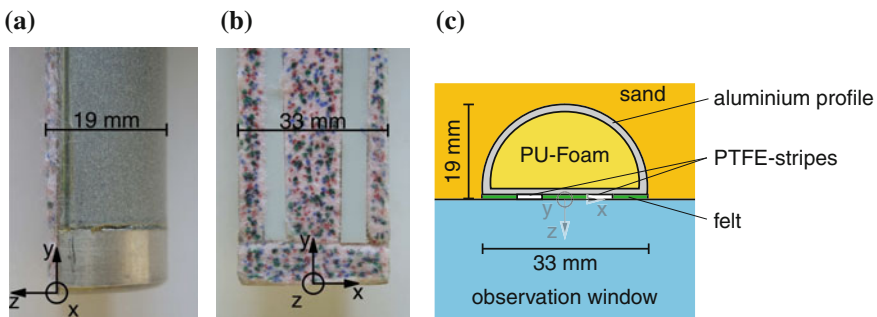 (a)
(b)
(c)
19 mm
y
z
x
33 mm
y
z
x
sand
aluminium profile
19 mm
PU-Foam
PTFE-stripes
y
x
z
felt
33 mm
observation window